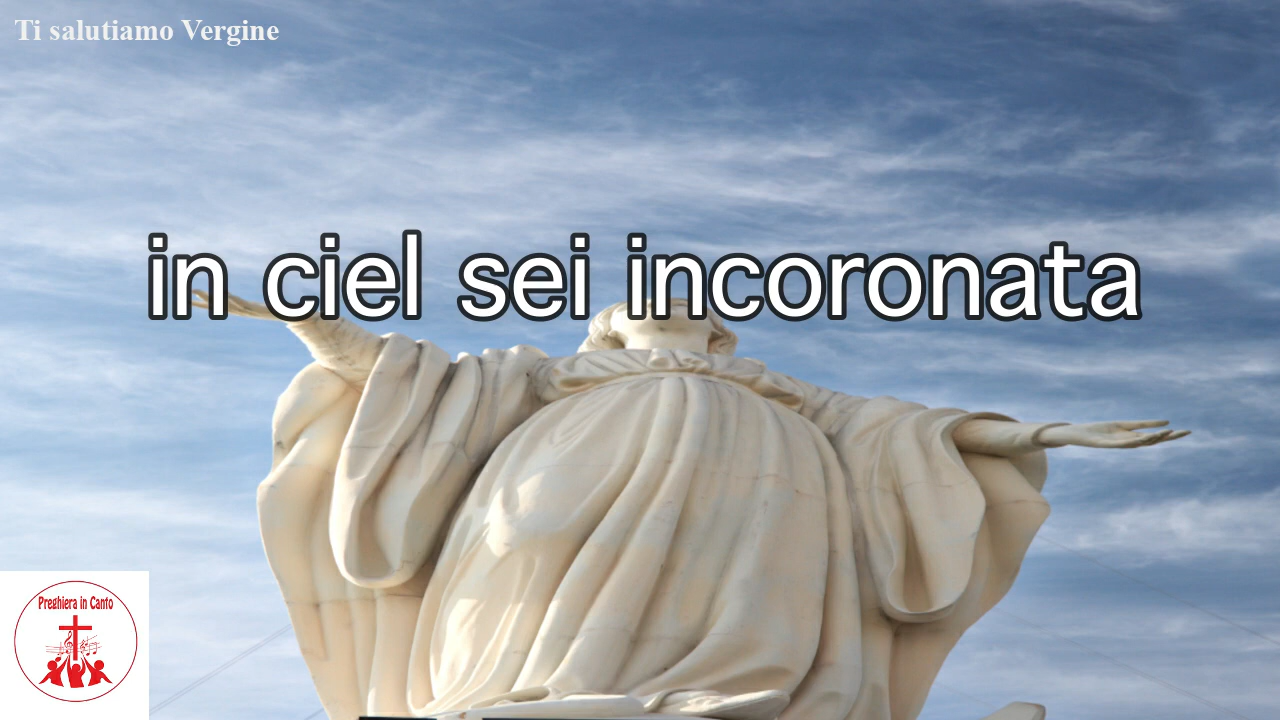 Ti salutiamo Vergine
in ciel sei incoronata
Preghiera in Canto